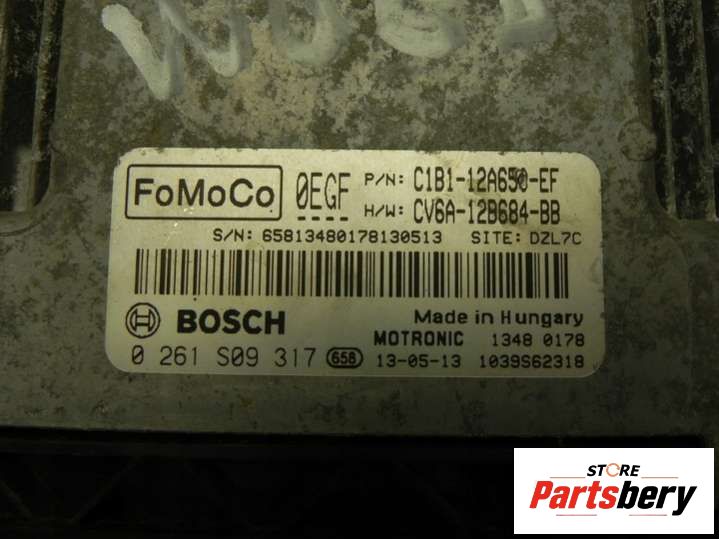 FoMoCo 0EGF P/N: C1B1-12A650-EF
H/W: CV6A-12B684-BB
S/N: 65813480178130513 SITE: DZL7C
BOSCH Made in Hungary
MOTRONIC 1348 0178
0 261 S09 317 658 13-05-13 1039S62318
STORE
Partsbery